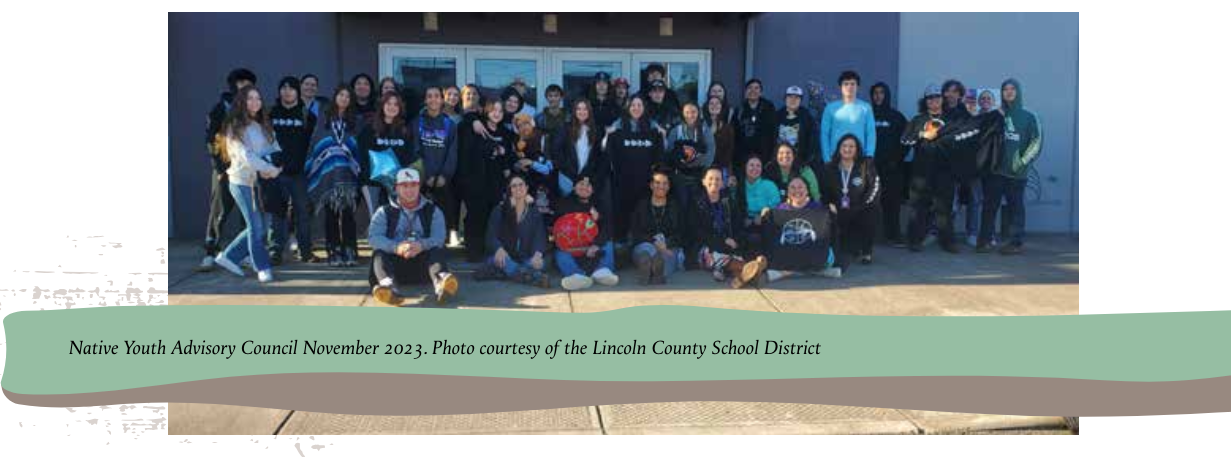 Native Youth Advisory Council November 2023. Photo courtesy of the Lincoln County School District